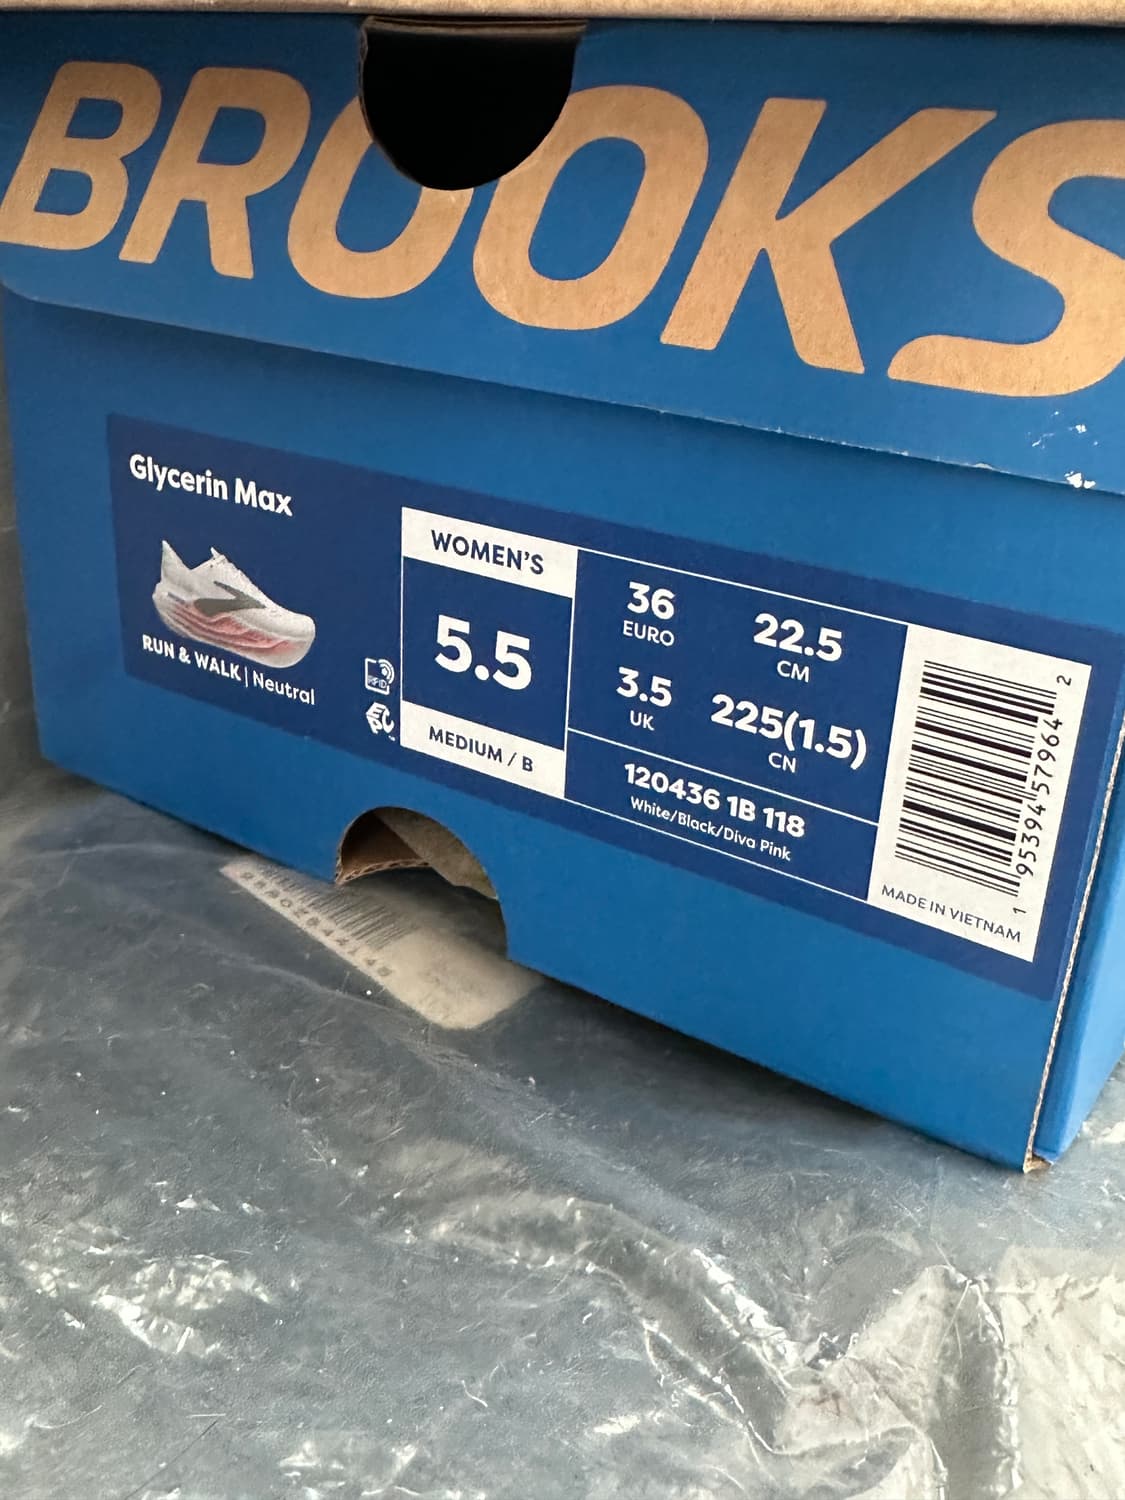 BROOKS
Glycerin Max
RUN & WALK | Neutral
RFID
WOMEN'S
5.5
MEDIUM / B
36
EURO
22.5
CM
3.5
UK
225(1.5)
CN
120436 1B 118
White/Black/Diva Pink
1 95394 57964 2
MADE IN VIETNAM